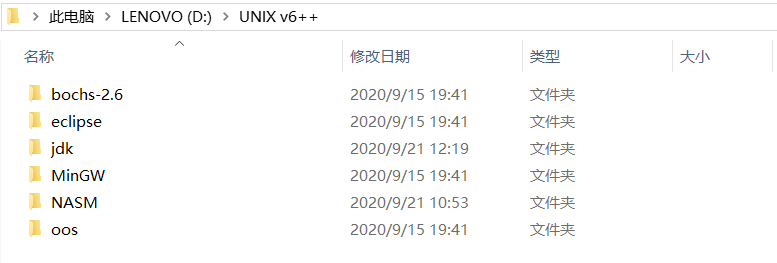 此电脑 > LENOVO (D:) > UNIX v6++
名称 修改日期 类型 大小
bochs-2.6 2020/9/15 19:41 文件夹
eclipse 2020/9/15 19:41 文件夹
jdk 2020/9/21 12:19 文件夹
MinGW 2020/9/15 19:41 文件夹
NASM 2020/9/21 10:53 文件夹
oos 2020/9/15 19:41 文件夹